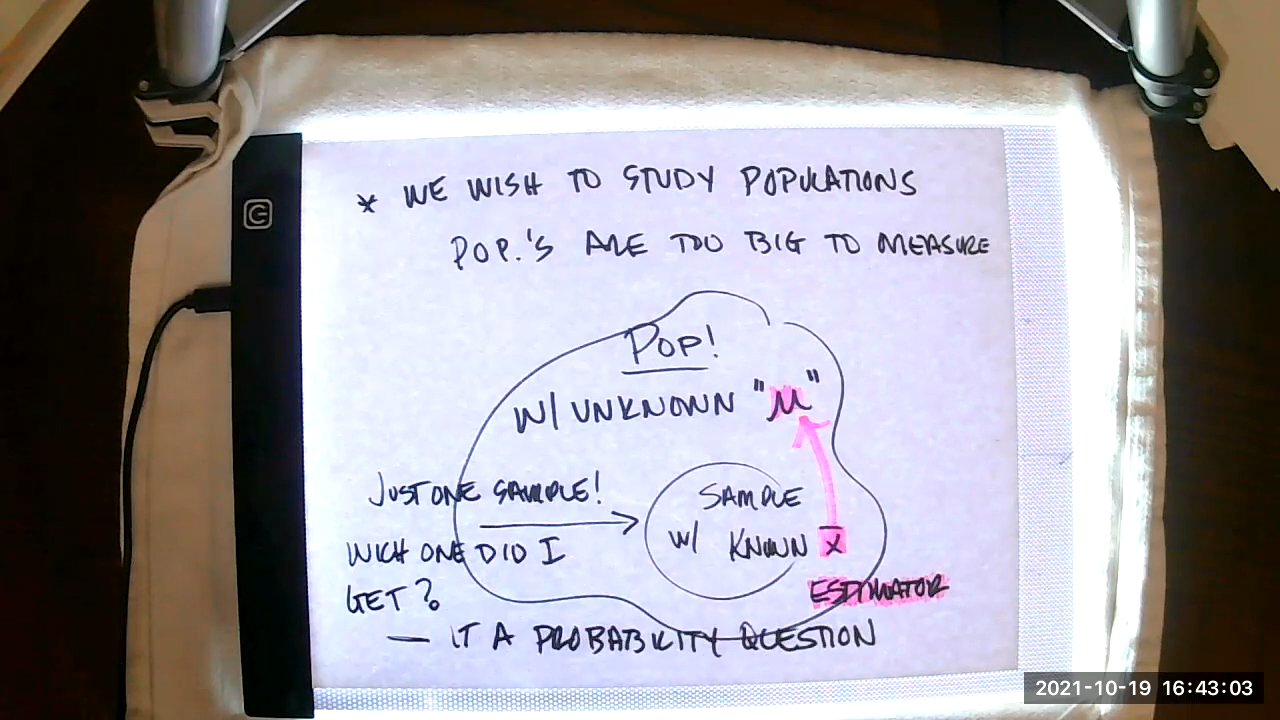 * WE WISH TO STUDY POPULATIONS
POP.'S ARE TOO BIG TO MEASURE
POP!
W/ UNKNOWN "μ"
JUST ONE SAMPLE!
SAMPLE
W/ KNOWN x̅
WICH ONE DID I
GET?
ESTIMATOR
— IT A PROBABILITY QUESTION
2021-10-19 16:43:03